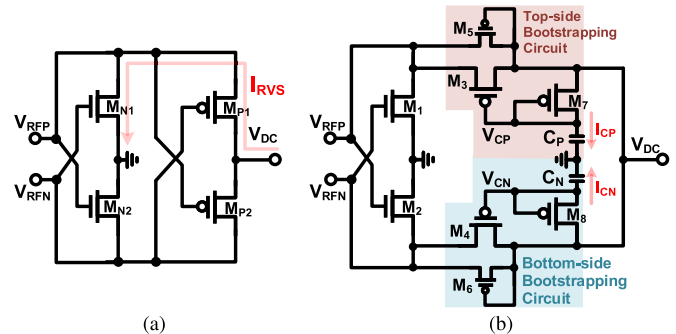 V_RFP
V_RFN
M_N1
M_N2
M_P1
M_P2
I_RVS
V_DC
(a)
Top-side
Bootstrapping
Circuit
M_5
M_3
M_7
M_1
V_CP
C_P
I_CP
V_RFP
V_RFN
V_DC
V_CN
C_N
I_CN
M_2
M_4
M_8
M_6
Bottom-side
Bootstrapping
Circuit
(b)